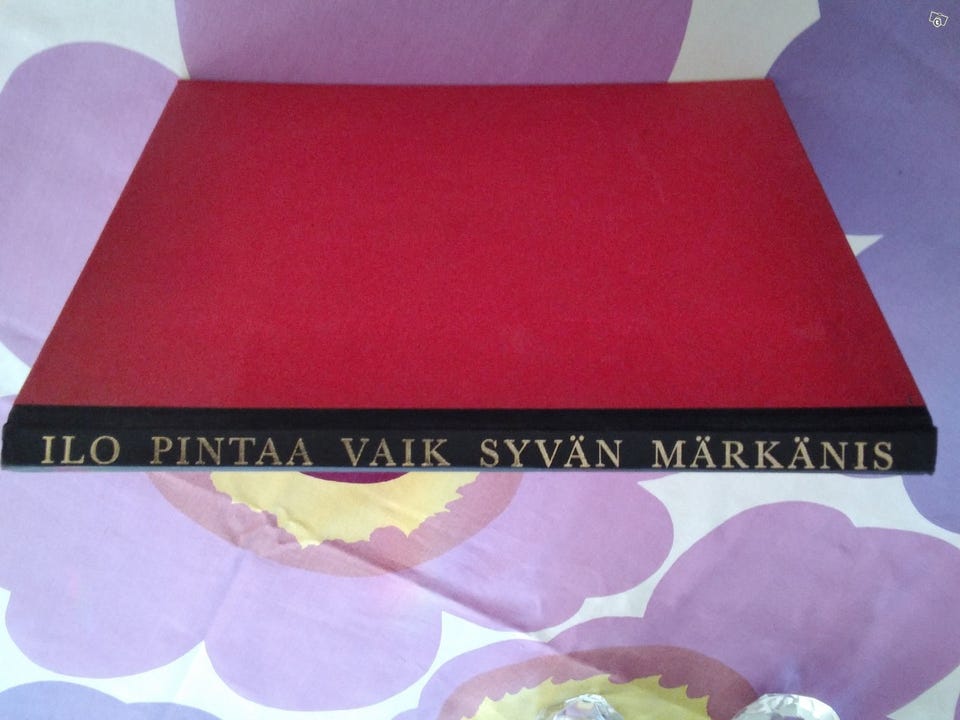 ILO PINTAA VAIK SYVÄN MÄRKÄNIS